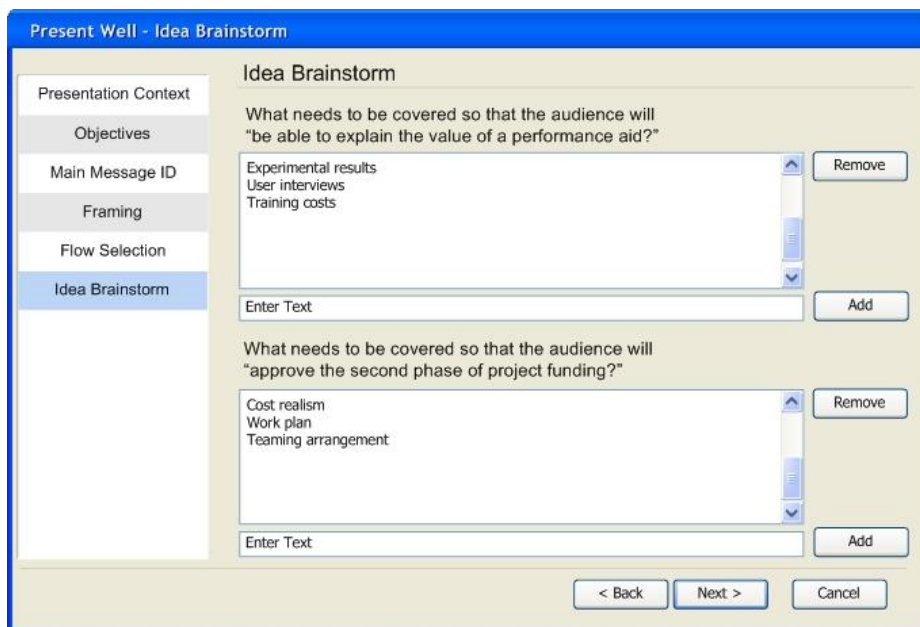 Present Well - Idea Brainstorm
Presentation Context
Objectives
Main Message ID
Framing
Flow Selection
Idea Brainstorm
Idea Brainstorm
What needs to be covered so that the audience will
“be able to explain the value of a performance aid?”
Experimental results
User interviews
Training costs
Remove
Enter Text
Add
What needs to be covered so that the audience will
“approve the second phase of project funding?”
Cost realism
Work plan
Teaming arrangement
Remove
Enter Text
Add
< Back
Next >
Cancel